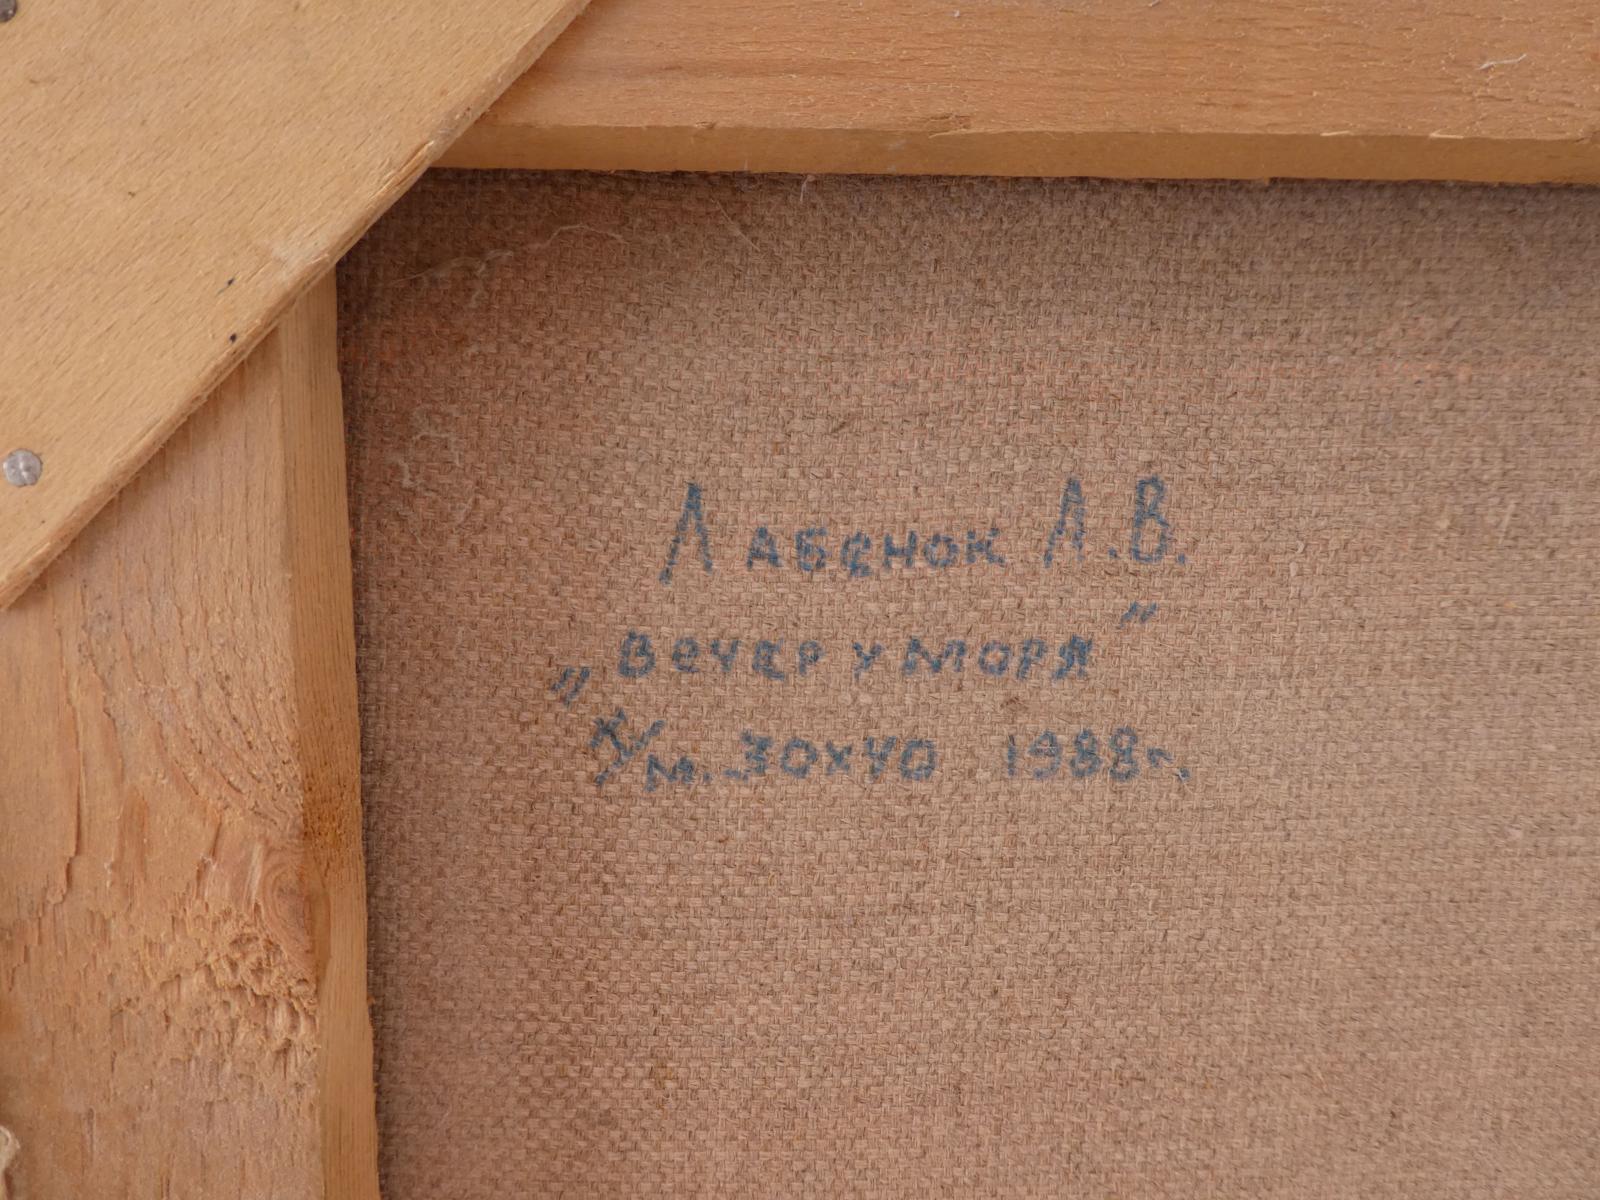 Лабенок Л.В.
„Вечер у моря"
х/м. 30х40 1988г.